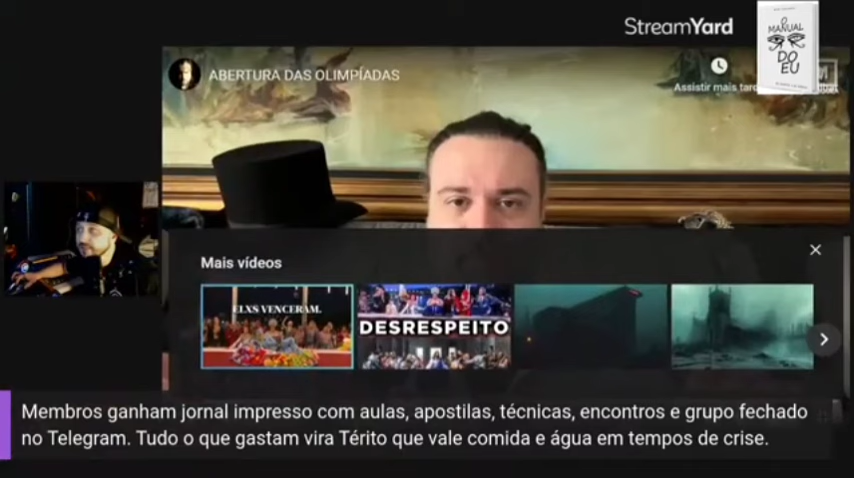 StreamYard
O
MANUAL
DO
EU
ABERTURA DAS OLIMPÍADAS
Assistir mais tard
Mais vídeos
ELXS VENCERAM.
DESRESPEITO
Membros ganham jornal impresso com aulas, apostilas, técnicas, encontros e grupo fechado
no Telegram. Tudo o que gastam vira Térito que vale comida e água em tempos de crise.